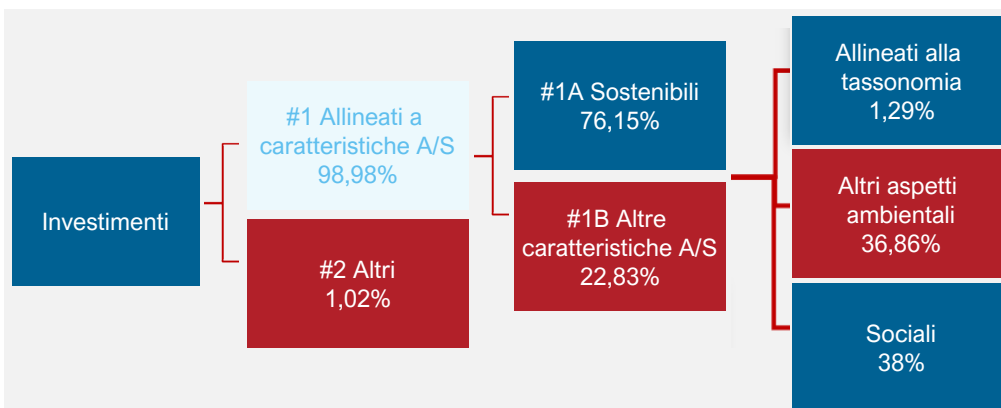 Investimenti
#1 Allineati a
caratteristiche A/S
98,98%
#2 Altri
1,02%
#1A Sostenibili
76,15%
#1B Altre
caratteristiche A/S
22,83%
Allineati alla
tassonomia
1,29%
Altri aspetti
ambientali
36,86%
Sociali
38%